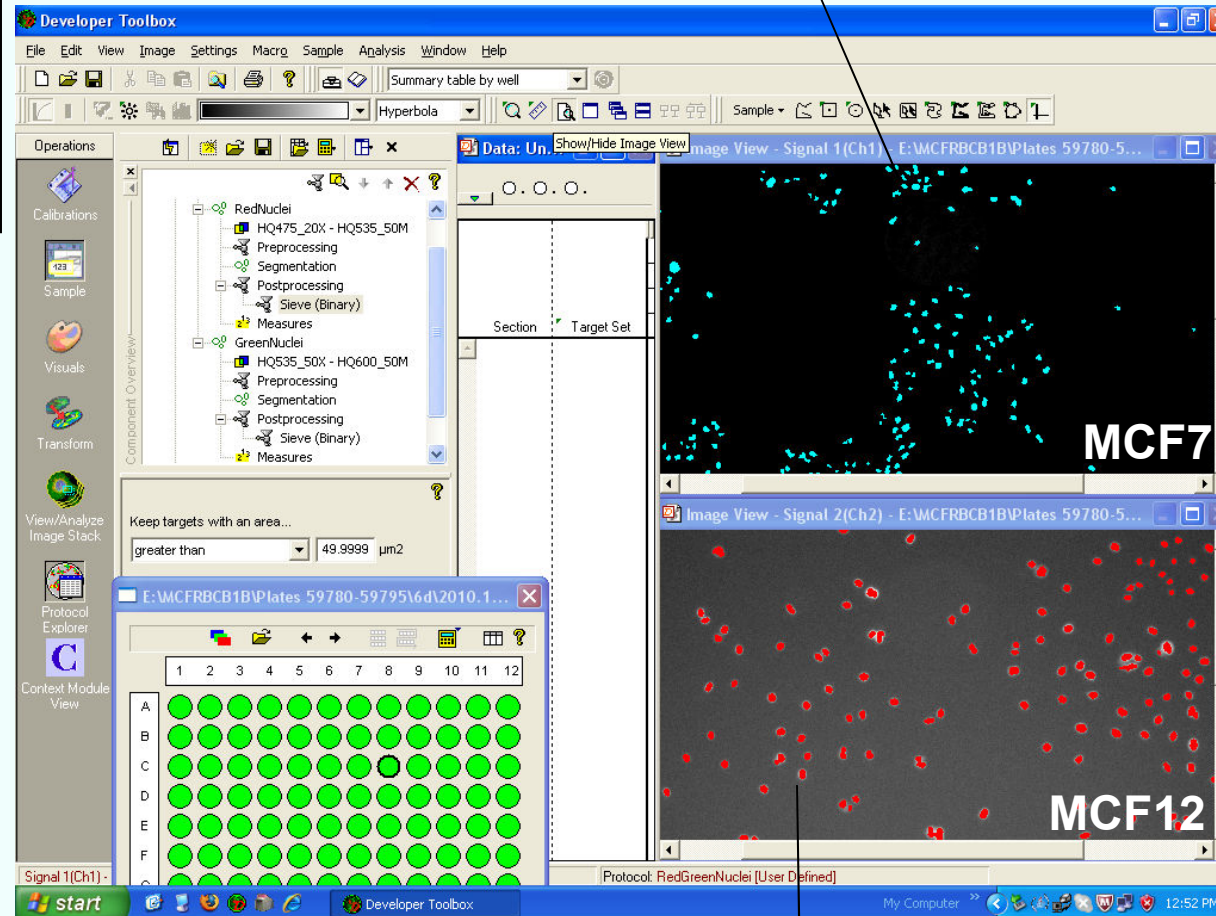 Developer Toolbox
File Edit View Image Settings Macro Sample Analysis Window Help
Summary table by well
Hyperbola
Sample
Show/Hide Image View
Operations
Calibrations
Sample
Visuals
Transform
View/Analyze
Image Stack
Protocol
Explorer
C
Context Module
View
Component Overview
RedNuclei
HQ475_20X - HQ535_50M
Preprocessing
Segmentation
Postprocessing
Sieve (Binary)
Measures
GreenNuclei
HQ535_50X - HQ600_50M
Preprocessing
Segmentation
Postprocessing
Sieve (Binary)
Measures
Keep targets with an area...
greater than 49.9999 µm2
Data: Un...
Section Target Set
Image View - Signal 1(Ch1) - E:\MCFRBCB1B\Plates 59780-5...
MCF7
Image View - Signal 2(Ch2) - E:\MCFRBCB1B\Plates 59780-5...
MCF12
E:\MCFRBCB1B\Plates 59780-59795\6d\2010.1...
1 2 3 4 5 6 7 8 9 10 11 12
A
B
C
D
E
F
Signal 1(Ch1) -
Protocol: RedGreenNuclei [User Defined]
start
Developer Toolbox
My Computer
12:52 PM